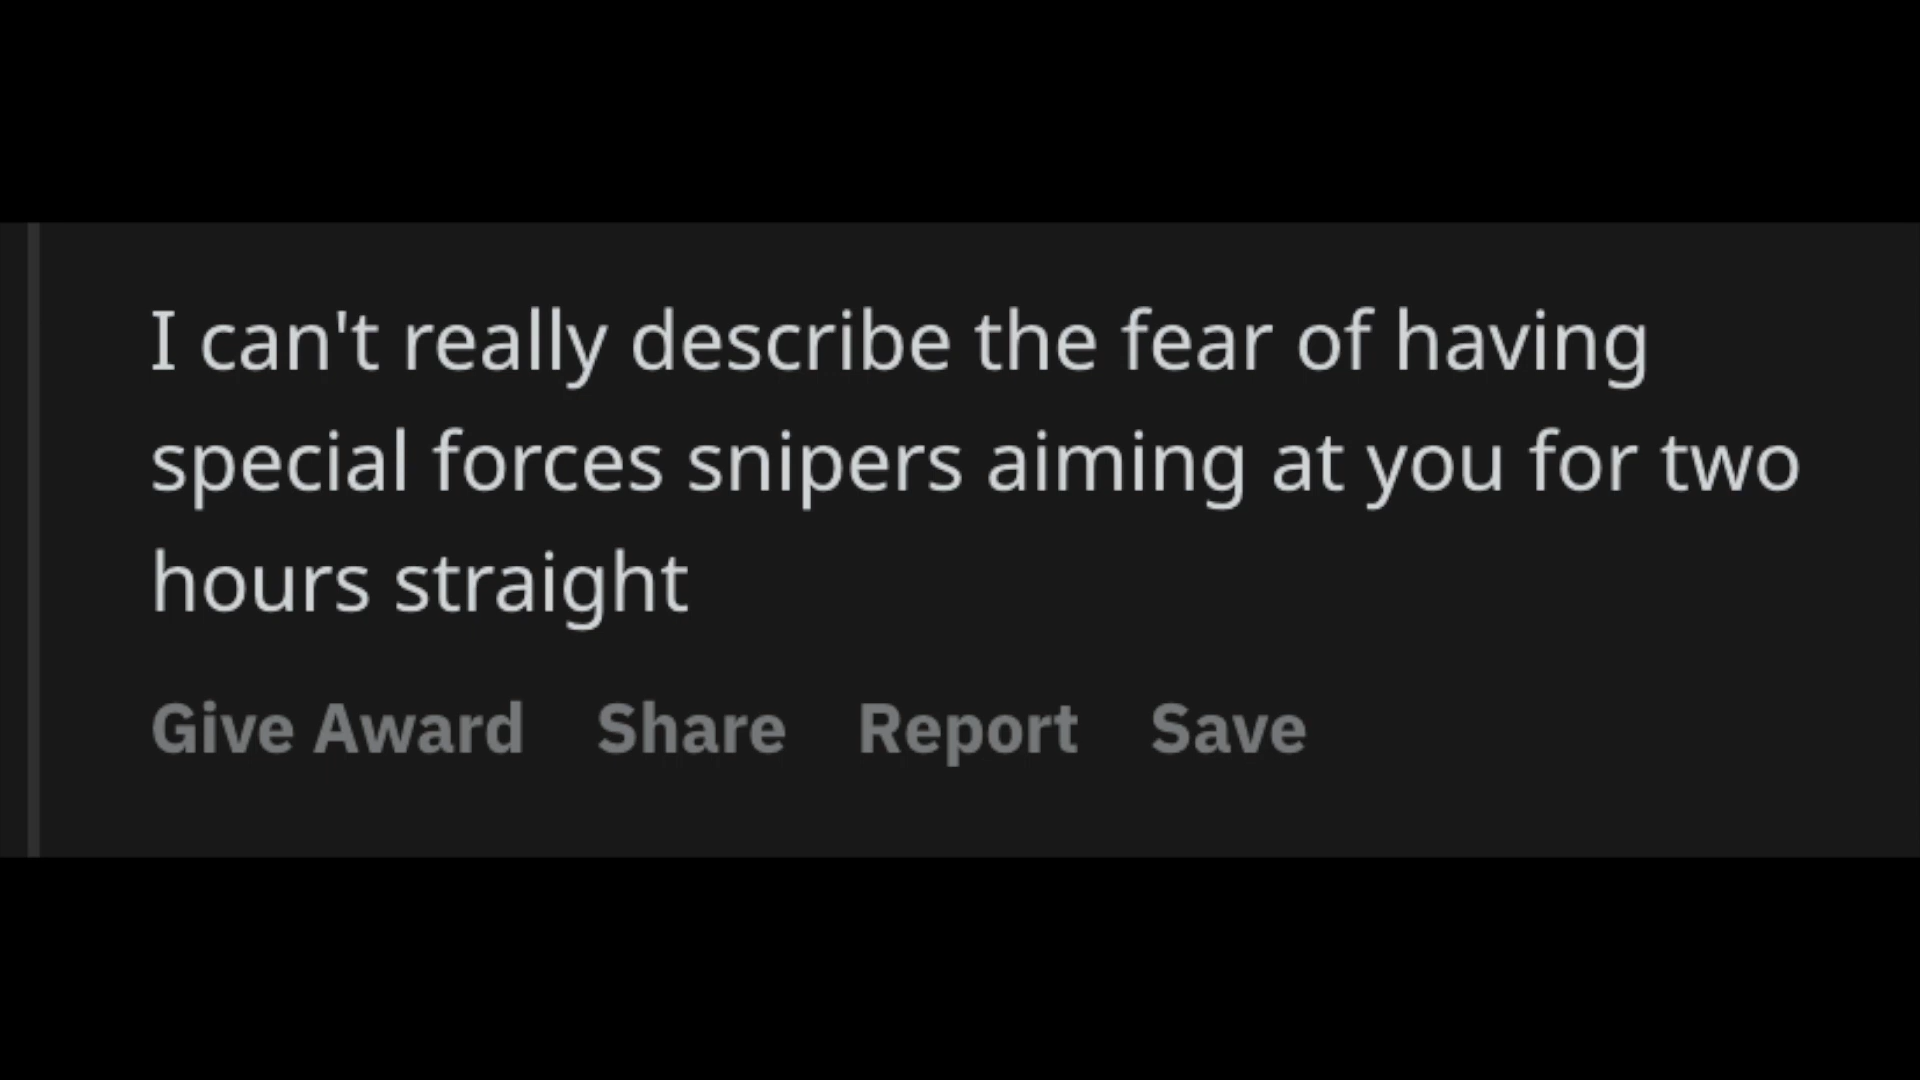 I can't really describe the fear of having
special forces snipers aiming at you for two
hours straight
Give Award Share Report Save